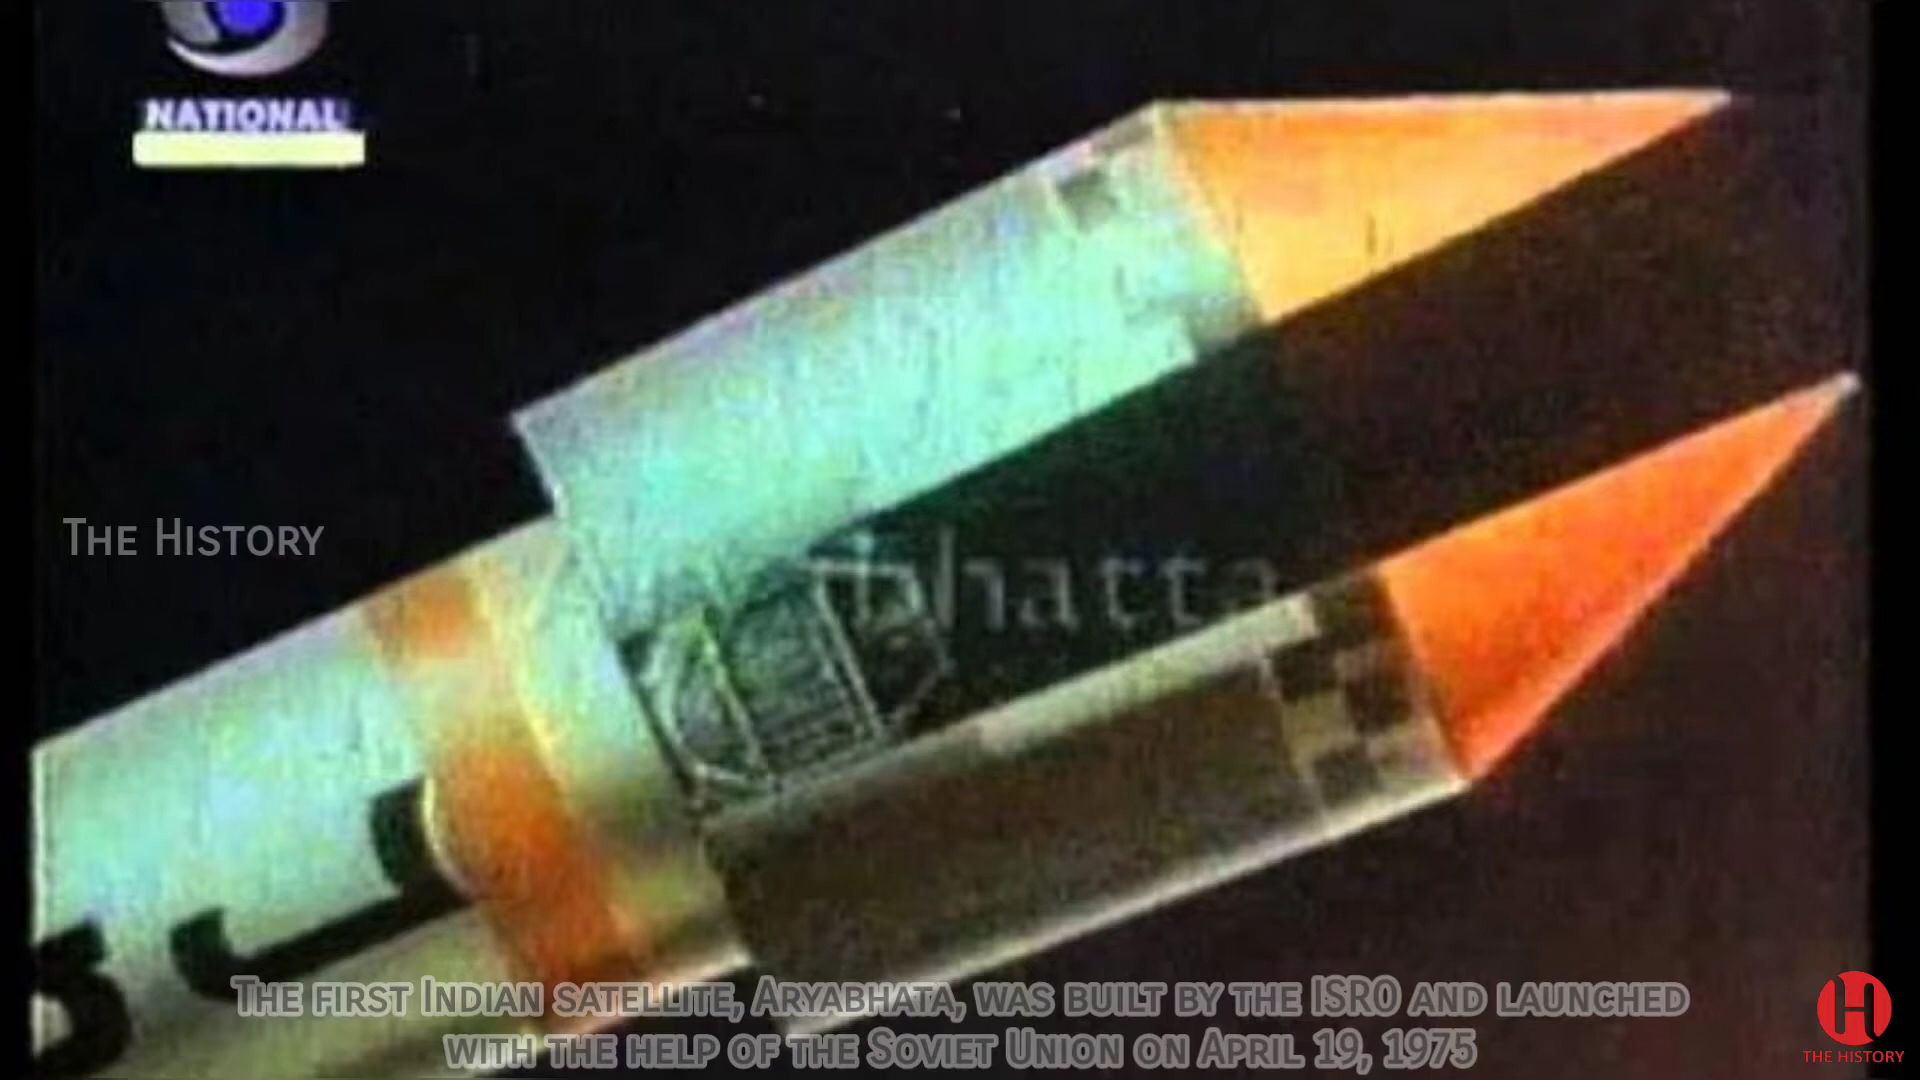 NATIONAL
The History
bhatta
The first Indian satellite, Aryabhata, was built by the ISRO and launched
with the help of the Soviet Union on April 19, 1975
H
THE HISTORY